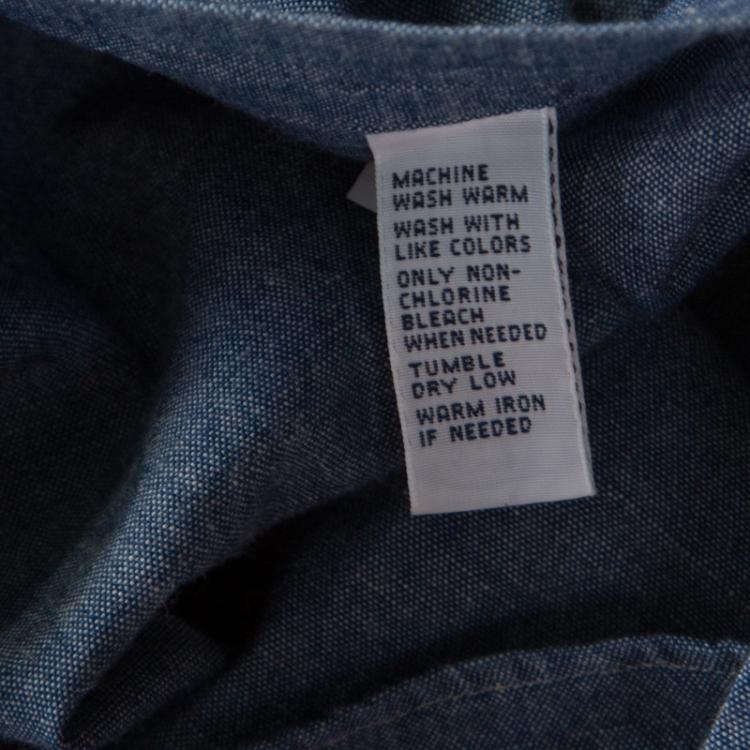 MACHINE
WASH WARM
WASH WITH
LIKE COLORS
ONLY NON-
CHLORINE
BLEACH
WHEN NEEDED
TUMBLE
DRY LOW
WARM IRON
IF NEEDED